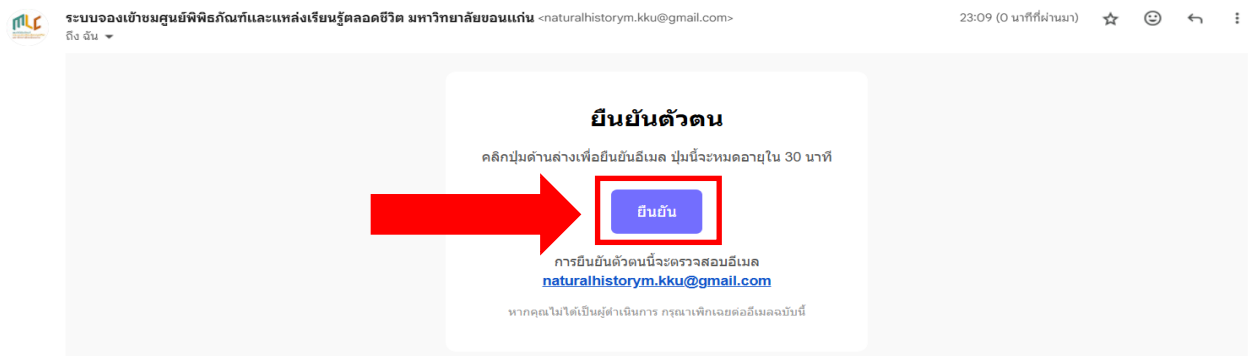 ระบบจองเข้าชมศูนย์พิพิธภัณฑ์และแหล่งเรียนรู้ตลอดชีวิต มหาวิทยาลัยขอนแก่น <naturalhistorym.kku@gmail.com> 23:09 (0 นาทีที่ผ่านมา)
ถึง ฉัน
MLC
ยืนยันตัวตน
คลิกปุ่มด้านล่างเพื่อยืนยันอีเมล ปุ่มนี้จะหมดอายุใน 30 นาที
ยืนยัน
การยืนยันตัวตนนี้จะตรวจสอบอีเมล
naturalhistorym.kku@gmail.com
หากคุณไม่ได้เป็นผู้ดำเนินการ กรุณาเพิกเฉยต่ออีเมลฉบับนี้